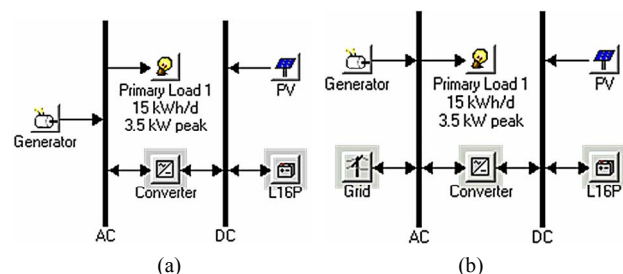 Generator
Primary Load 1
15 kWh/d
3.5 kW peak
PV
Converter
L16P
AC
DC
(a)
Generator
Primary Load 1
15 kWh/d
3.5 kW peak
PV
Grid
Converter
L16P
AC
DC
(b)